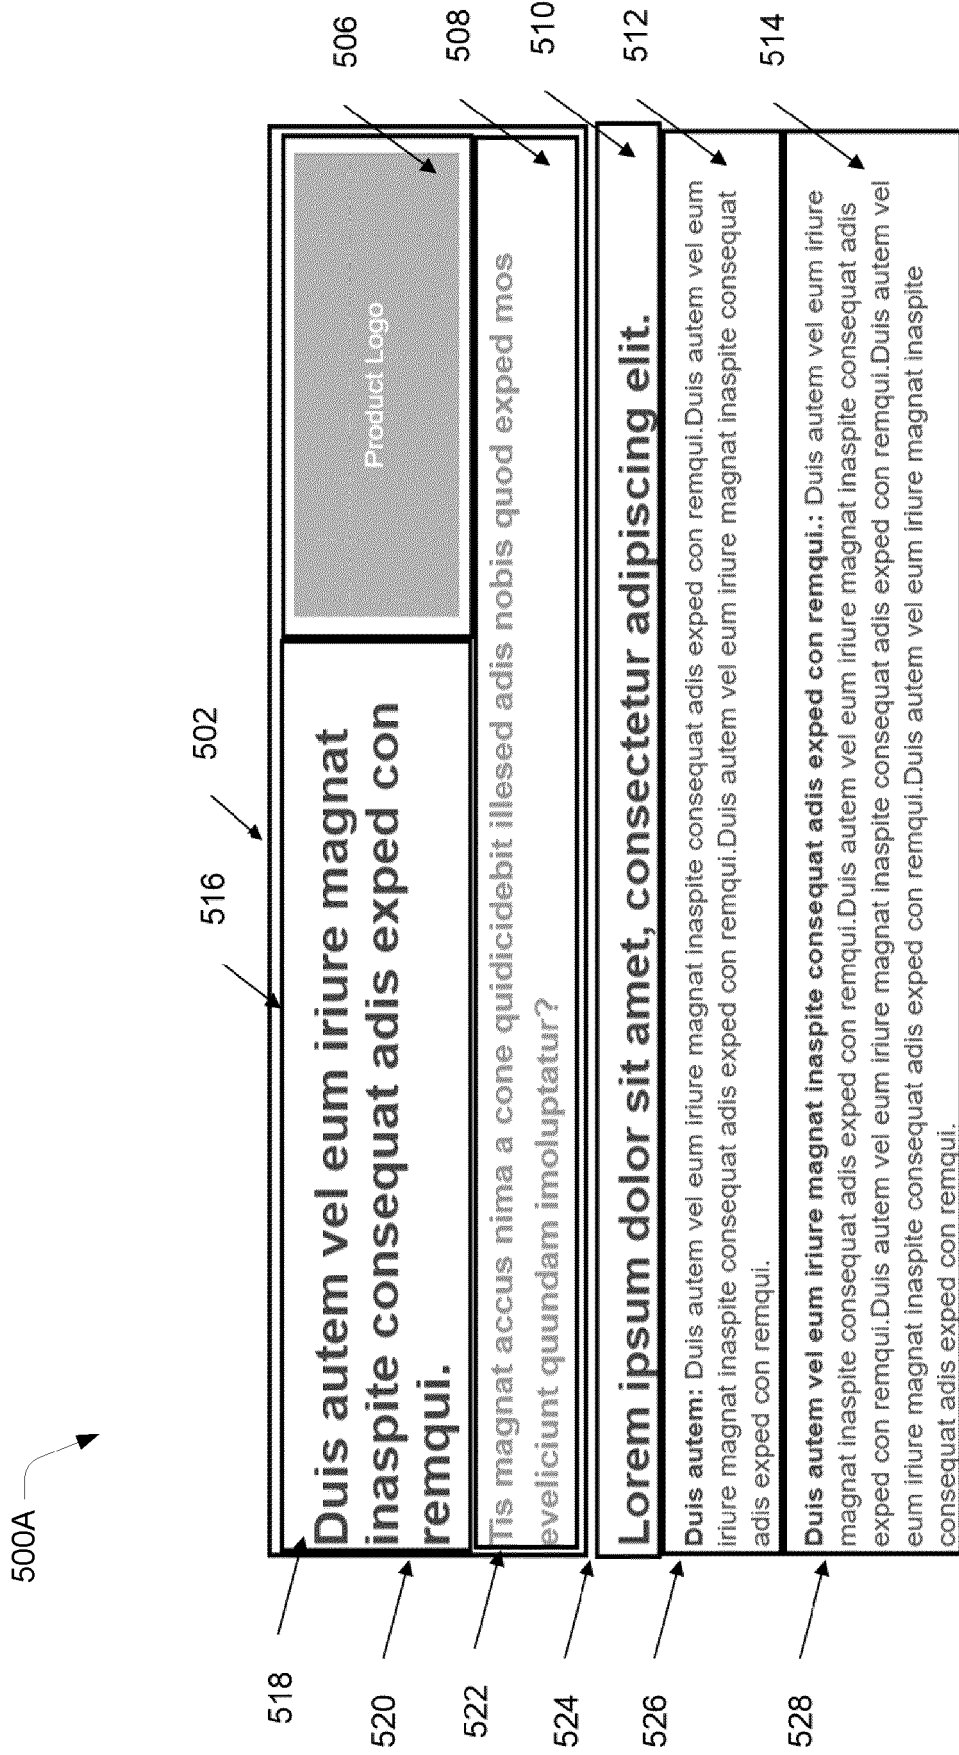 500A
502
516
506
508
510
512
514
518
520
522
524
526
528
Duis autem vel eum iriure magnat
inaspite consequat adis exped con
remqui.
Product Logo
Tis magnat accus nima a cone quidicidebit illesed adis nobis quod exped mos
eveliciunt quundam imoluptatur?
Lorem ipsum dolor sit amet, consectetur adipiscing elit.
Duis autem: Duis autem vel eum iriure magnat inaspite consequat adis exped con remqui.Duis autem vel eum
iriure magnat inaspite consequat adis exped con remqui.Duis autem vel eum iriure magnat inaspite consequat
adis exped con remqui.
Duis autem vel eum iriure magnat inaspite consequat adis exped con remqui.: Duis autem vel eum iriure
magnat inaspite consequat adis exped con remqui.Duis autem vel eum iriure magnat inaspite consequat adis
exped con remqui.Duis autem vel eum iriure magnat inaspite consequat adis exped con remqui.Duis autem vel
eum iriure magnat inaspite consequat adis exped con remqui.Duis autem vel eum iriure magnat inaspite
consequat adis exped con remqui.